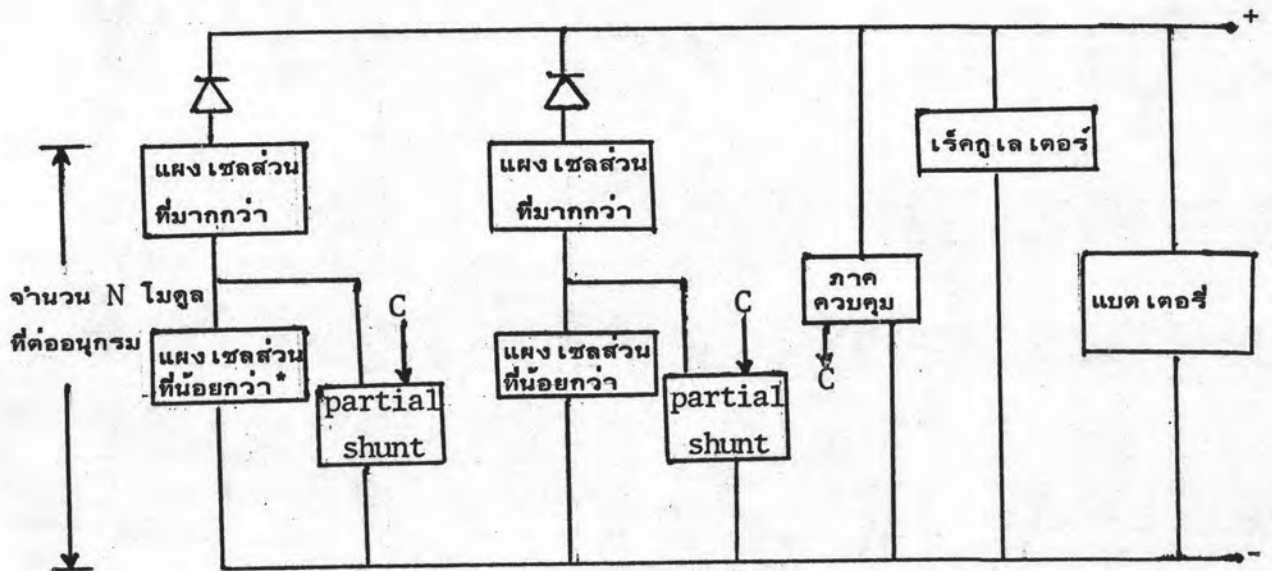 +
แผงเซลส่วน
ที่มากกว่า
แผงเซลส่วน
ที่มากกว่า
เร็คกูเลเตอร์
จำนวน N โมดูล
ที่ต่ออนุกรม
C
C
ภาค
ควบคุม
แบตเตอรี่
แผงเซลส่วน
ที่น้อยกว่า*
แผงเซลส่วน
ที่น้อยกว่า
C
partial
shunt
partial
shunt
-